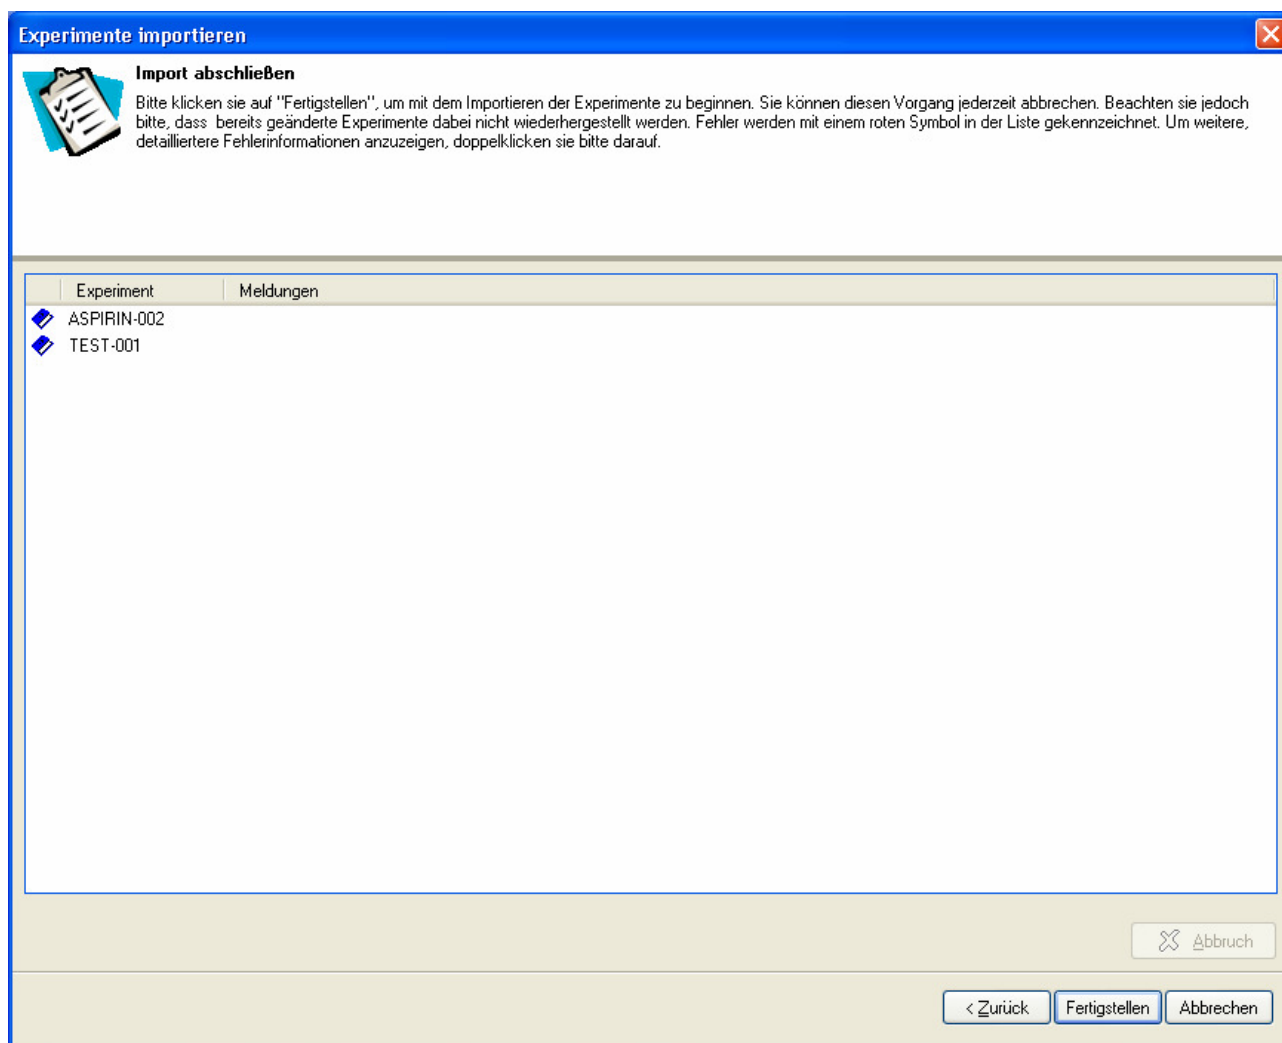 Experimente importieren
Import abschließen
Bitte klicken sie auf "Fertigstellen", um mit dem Importieren der Experimente zu beginnen. Sie können diesen Vorgang jederzeit abbrechen. Beachten sie jedoch
bitte, dass  bereits geänderte Experimente dabei nicht wiederhergestellt werden. Fehler werden mit einem roten Symbol in der Liste gekennzeichnet. Um weitere,
detailliertere Fehlerinformationen anzuzeigen, doppelklicken sie bitte darauf.
Experiment Meldungen
ASPIRIN-002
TEST-001
Abbruch
< Zurück Fertigstellen Abbrechen